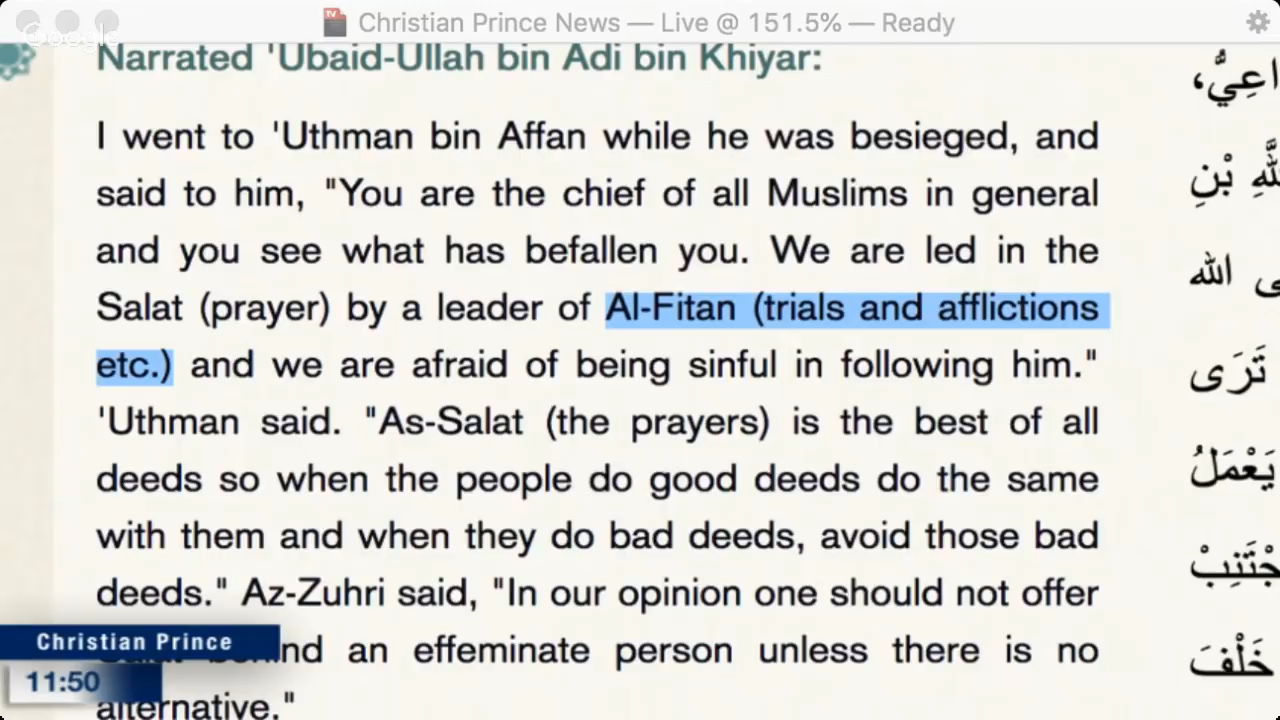 Christian Prince News — Live @ 151.5% — Ready
Google
Narrated 'Ubaid-Ullah bin Adi bin Khiyar:
I went to 'Uthman bin Affan while he was besieged, and
said to him, "You are the chief of all Muslims in general
and you see what has befallen you. We are led in the
Salat (prayer) by a leader of Al-Fitan (trials and afflictions
etc.) and we are afraid of being sinful in following him."
'Uthman said. "As-Salat (the prayers) is the best of all
deeds so when the people do good deeds do the same
with them and when they do bad deeds, avoid those bad
deeds." Az-Zuhri said, "In our opinion one should not offer
an effeminate person unless there is no
alternative."
اللَّهِ بْنِ
ى الله
تَرَى
يَعْمَلُ
خَلْفَ
Christian Prince
11:50